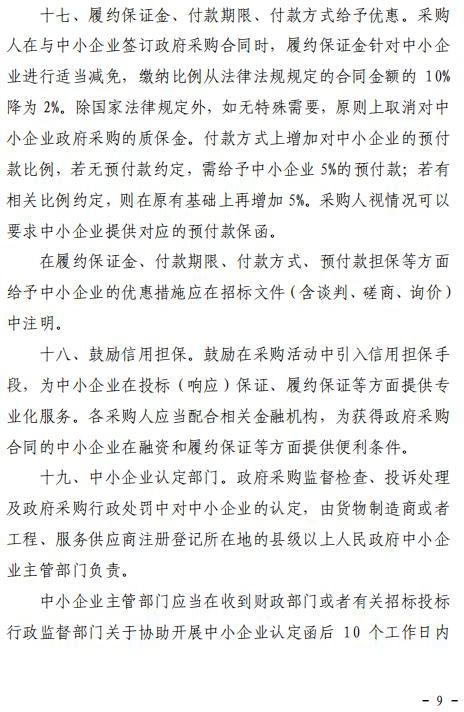 十七、履约保证金、付款期限、付款方式给予优惠。采购
人在与中小企业签订政府采购合同时，履约保证金针对中小企
业进行适当减免，缴纳比例从法律法规规定的合同金额的 10%
降为 2%。除国家法律规定外，如无特殊需要，原则上取消对中
小企业政府采购的质保金。付款方式上增加对中小企业的预付
款比例，若无预付款约定，需给予中小企业 5%的预付款；若有
相关比例约定，则在原有基础上再增加 5%。采购人视情况可以
要求中小企业提供对应的预付款保函。
在履约保证金、付款期限、付款方式、预付款担保等方面
给予中小企业的优惠措施应在招标文件（含谈判、磋商、询价）
中注明。
十八、鼓励信用担保。鼓励在采购活动中引入信用担保手
段，为中小企业在投标（响应）保证、履约保证等方面提供专
业化服务。各采购人应当配合相关金融机构，为获得政府采购
合同的中小企业在融资和履约保证等方面提供便利条件。
十九、中小企业认定部门。政府采购监督检查、投诉处理
及政府采购行政处罚中对中小企业的认定，由货物制造商或者
工程、服务供应商注册登记所在地的县级以上人民政府中小企
业主管部门负责。
中小企业主管部门应当在收到财政部门或者有关招标投标
行政监督部门关于协助开展中小企业认定函后 10 个工作日内
- 9 -